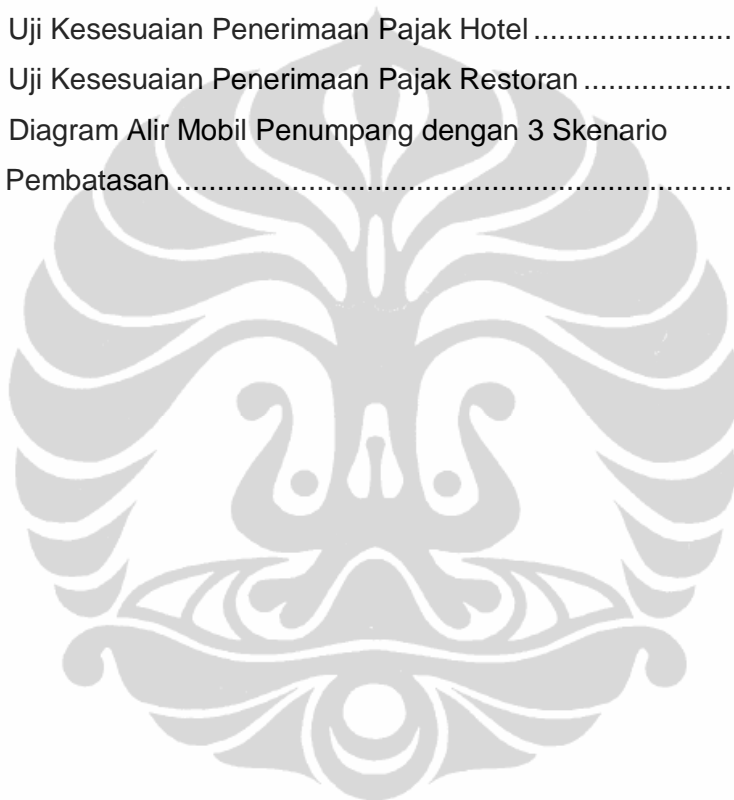 Uji Kesesuaian Penerimaan Pajak Hotel ........................
Uji Kesesuaian Penerimaan Pajak Restoran ..................
Diagram Alir Mobil Penumpang dengan 3 Skenario
Pembatasan ...................................................................